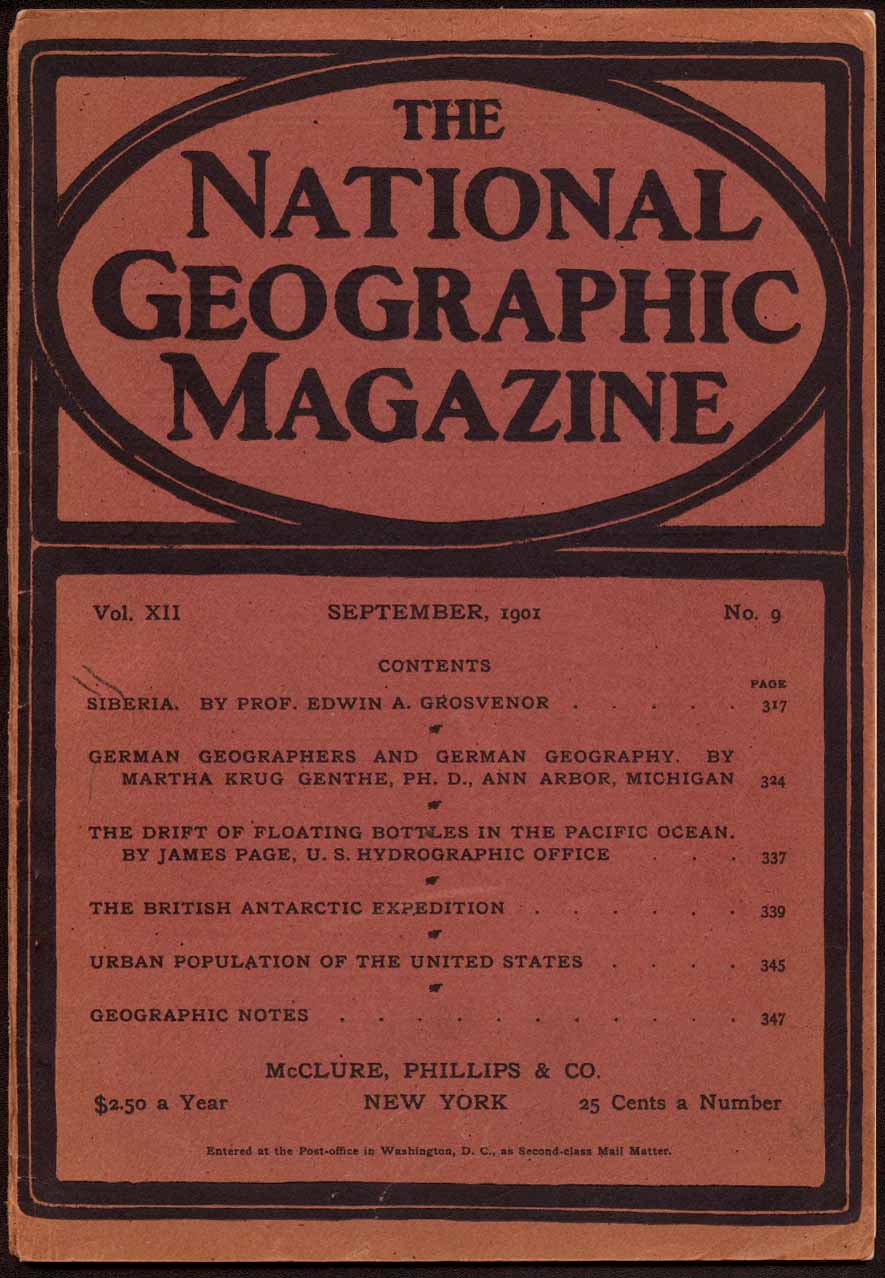 THE
NATIONAL
GEOGRAPHIC
MAGAZINE
Vol. XII SEPTEMBER, 1901 No. 9
CONTENTS
PAGE
SIBERIA. BY PROF. EDWIN A. GROSVENOR . . . . . 317
GERMAN GEOGRAPHERS AND GERMAN GEOGRAPHY. BY
MARTHA KRUG GENTHE, PH. D., ANN ARBOR, MICHIGAN 324
THE DRIFT OF FLOATING BOTTLES IN THE PACIFIC OCEAN.
BY JAMES PAGE, U. S. HYDROGRAPHIC OFFICE . . . 337
THE BRITISH ANTARCTIC EXPEDITION . . . . . . 339
URBAN POPULATION OF THE UNITED STATES . . . . 345
GEOGRAPHIC NOTES . . . . . . . . . . . 347
McCLURE, PHILLIPS & CO.
$2.50 a Year NEW YORK 25 Cents a Number
Entered at the Post-office in Washington, D. C., as Second-class Mail Matter.